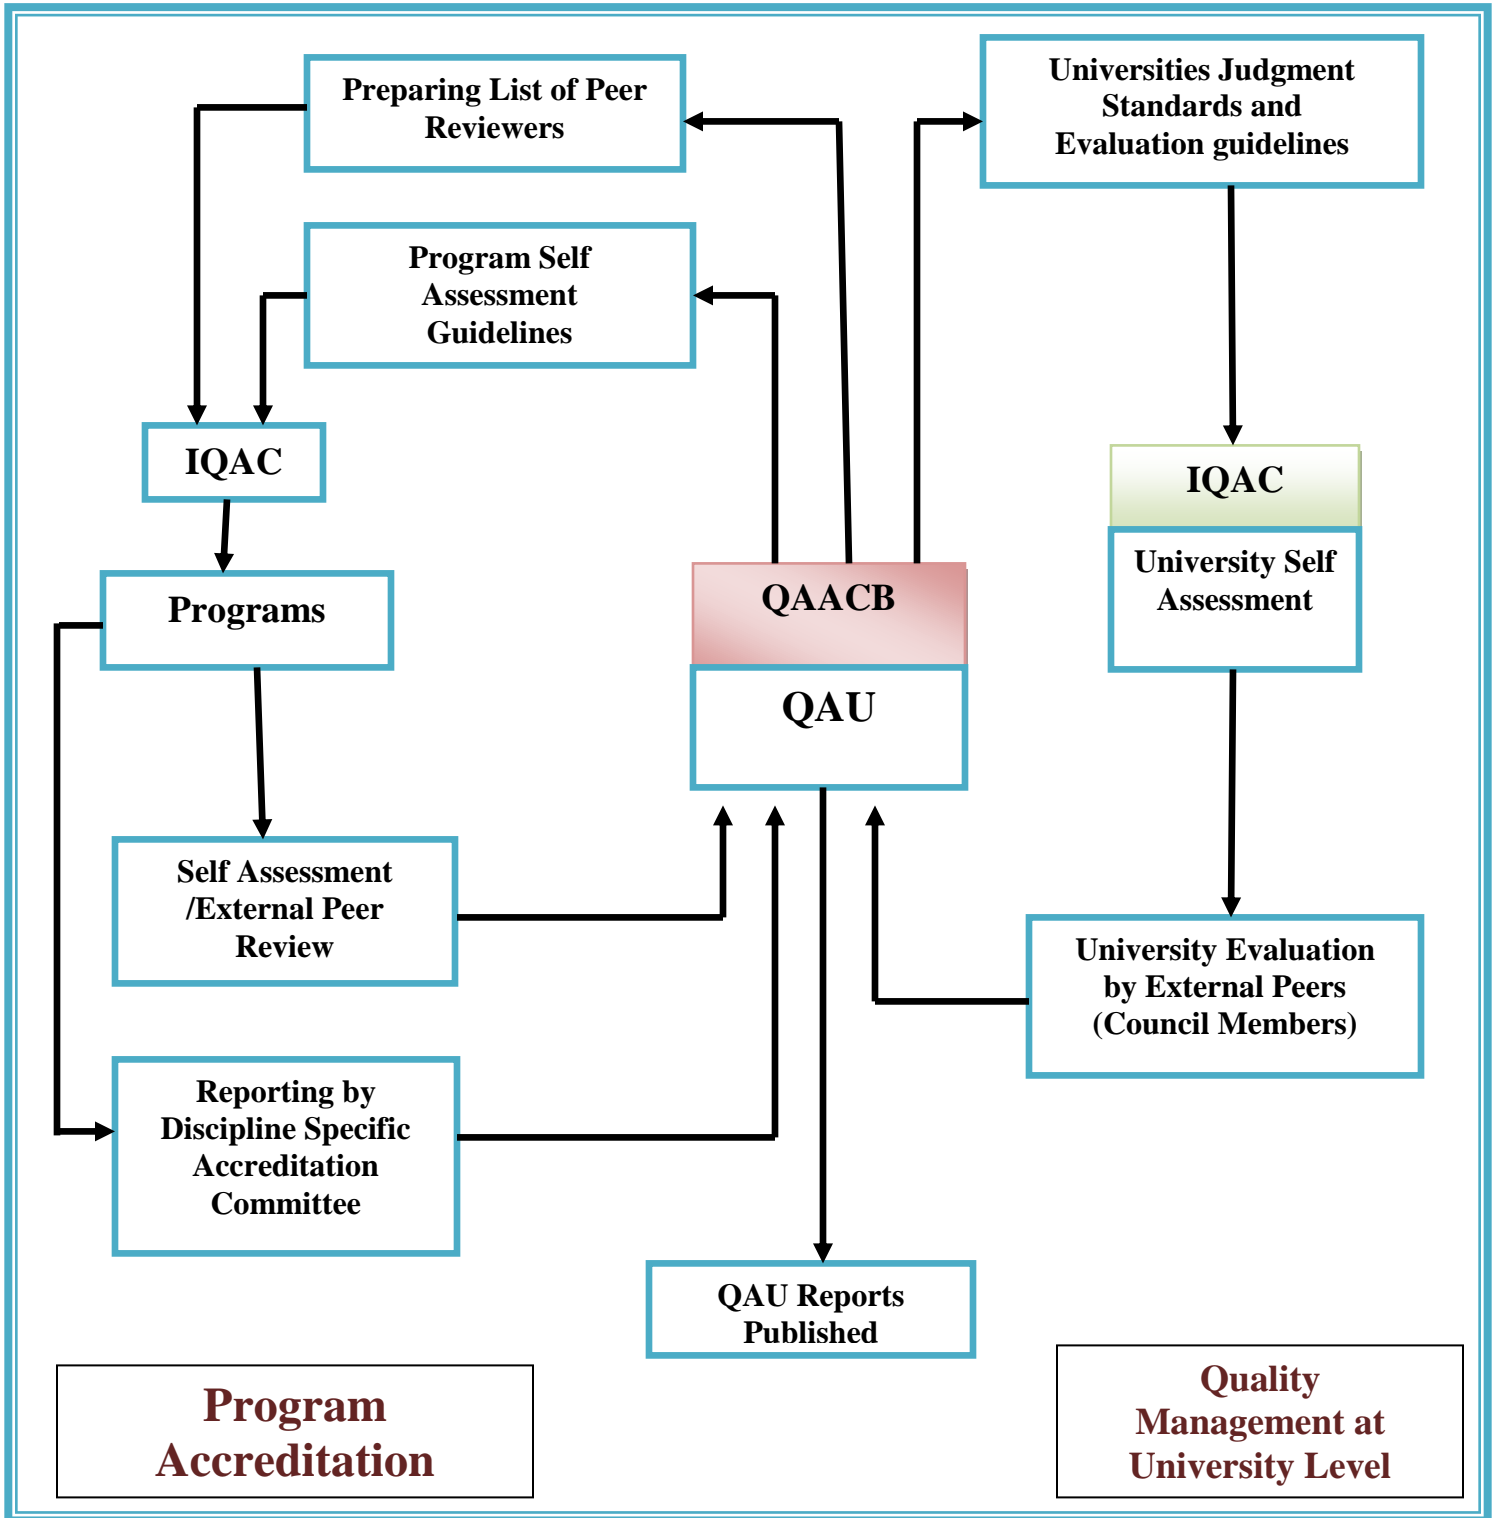 Preparing List of Peer
Reviewers
Universities Judgment
Standards and
Evaluation guidelines
Program Self
Assessment
Guidelines
IQAC
IQAC
University Self
Assessment
Programs
QAACB
QAU
Self Assessment
/External Peer
Review
University Evaluation
by External Peers
(Council Members)
Reporting by
Discipline Specific
Accreditation
Committee
QAU Reports
Published
Program
Accreditation
Quality
Management at
University Level